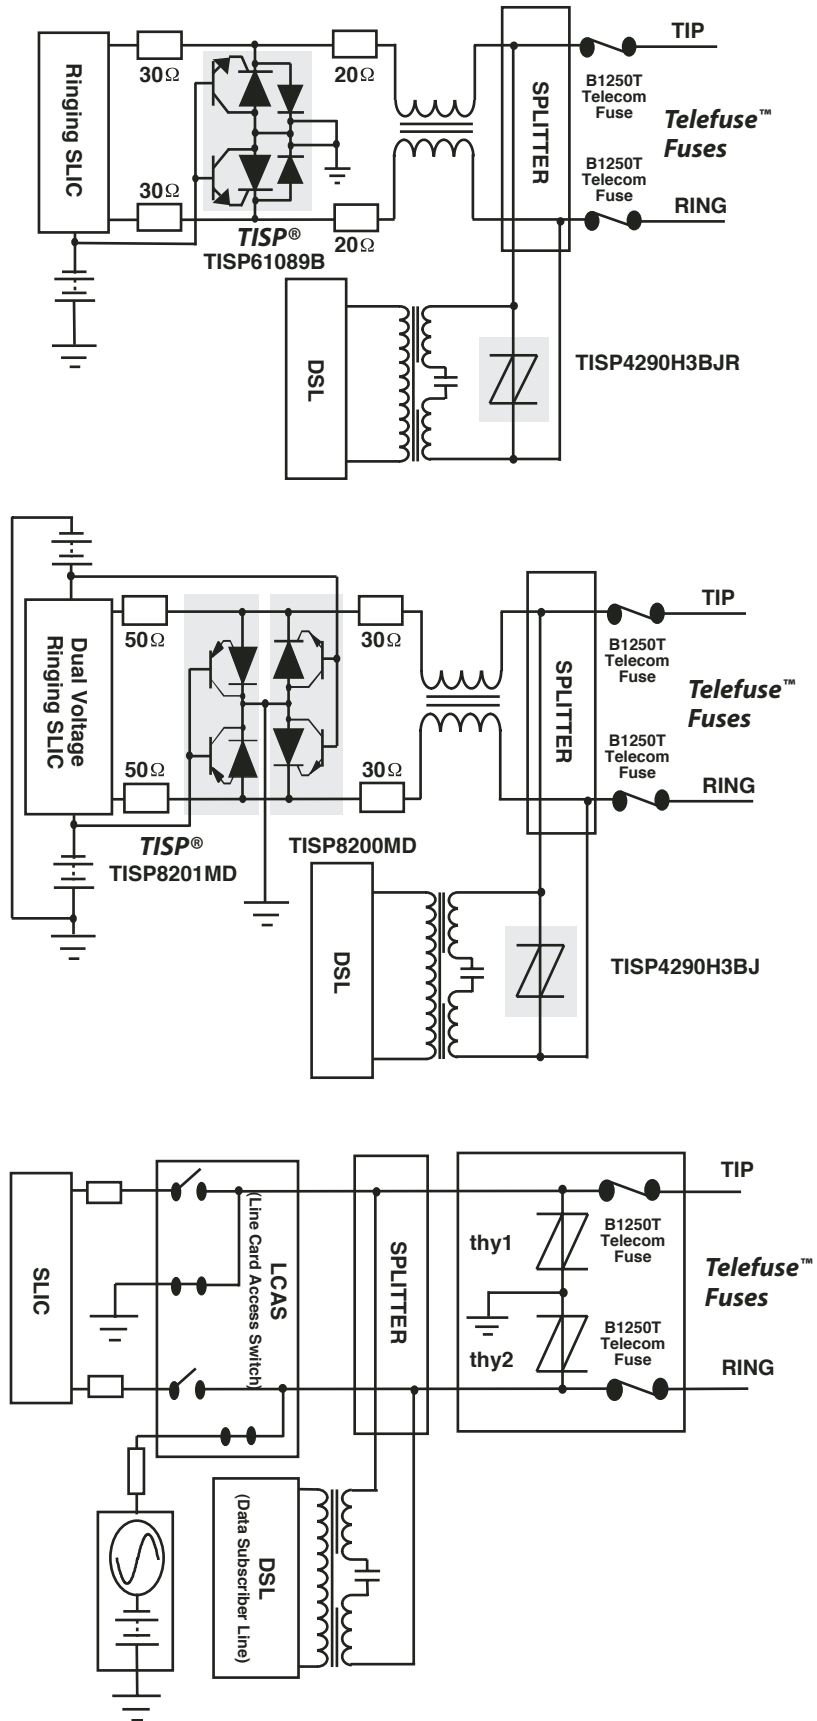 TIP
30Ω
20Ω
Ringing SLIC
SPLITTER
B1250T
Telecom
Fuse
Telefuse™
Fuses
B1250T
Telecom
Fuse
30Ω
RING
TISP®
TISP61089B
20Ω
DSL
TISP4290H3BJR
TIP
50Ω
30Ω
Dual Voltage
Ringing SLIC
SPLITTER
B1250T
Telecom
Fuse
Telefuse™
Fuses
B1250T
Telecom
Fuse
50Ω
30Ω
RING
TISP®
TISP8201MD
TISP8200MD
DSL
TISP4290H3BJ
TIP
SLIC
LCAS
(Line Card Access Switch)
SPLITTER
thy1
B1250T
Telecom
Fuse
Telefuse™
Fuses
thy2
B1250T
Telecom
Fuse
RING
DSL
(Data Subscriber Line)